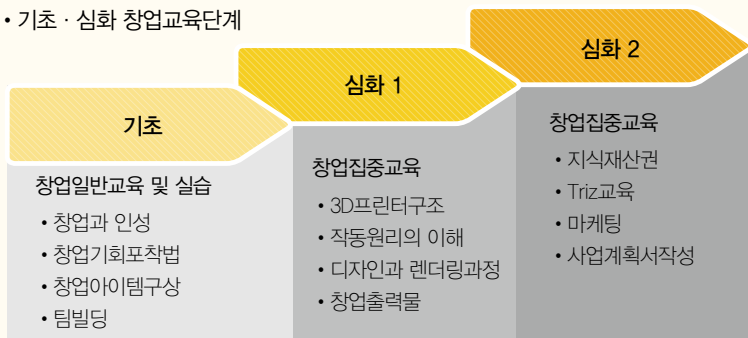 • 기초 · 심화 창업교육단계
기초
창업일반교육 및 실습
• 창업과 인성
• 창업기회포착법
• 창업아이템구상
• 팀빌딩
심화 1
창업집중교육
• 3D프린터구조
• 작동원리의 이해
• 디자인과 렌더링과정
• 창업출력물
심화 2
창업집중교육
• 지식재산권
• Triz교육
• 마케팅
• 사업계획서작성